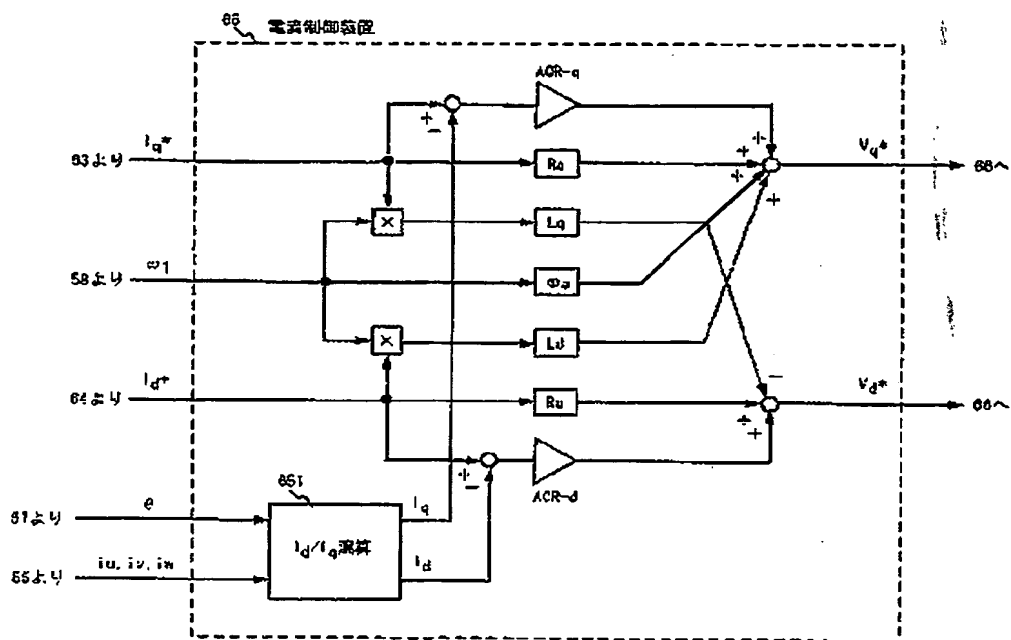 65 電流制御装置
ACR-q
63より Iq* Ra Vq* 66へ
× Lq
58より ω1 Φa
× Ld
64より Id* Ra Vd* 66へ
ACR-d
651
61より θ Iq
Id/Iq演算
55より iu, iv, iw Id